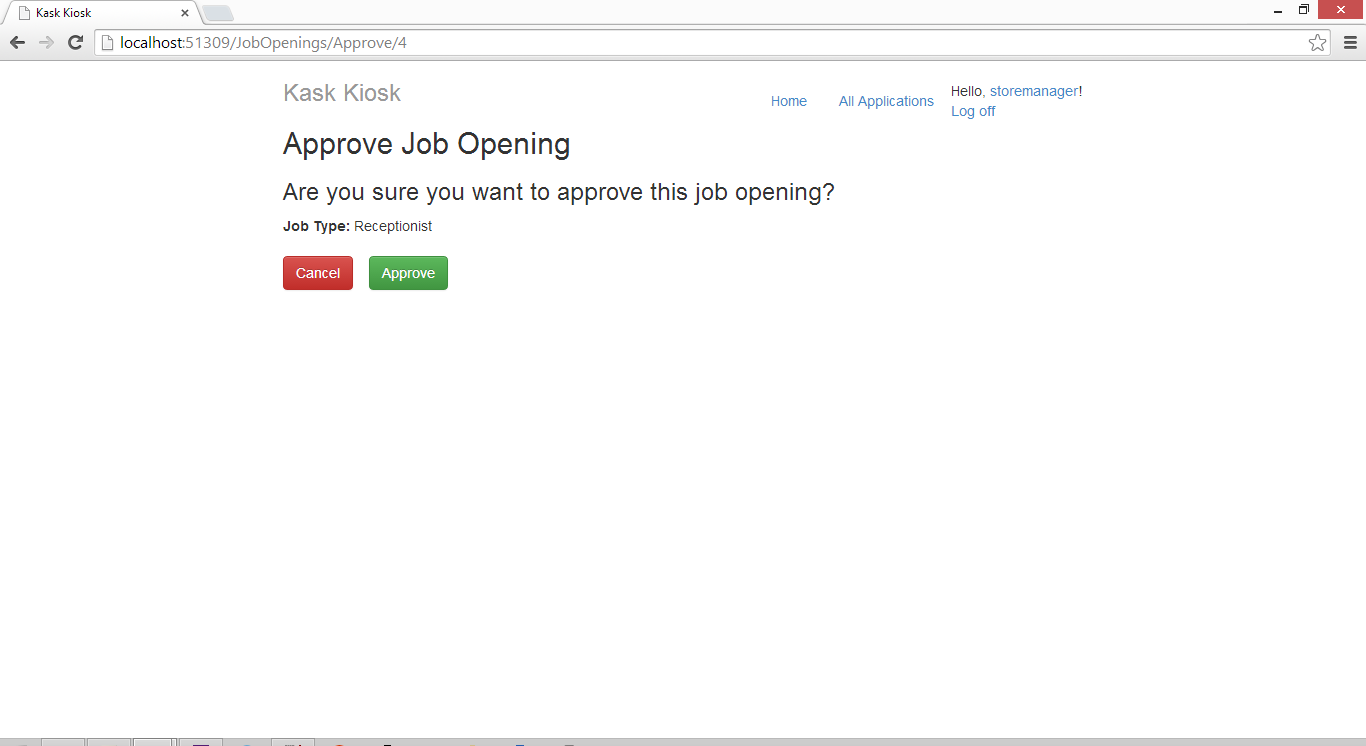 Kask Kiosk
localhost:51309/JobOpenings/Approve/4
Kask Kiosk
Home
All Applications
Hello, storemanager!
Log off
Approve Job Opening
Are you sure you want to approve this job opening?
Job Type: Receptionist
Cancel
Approve